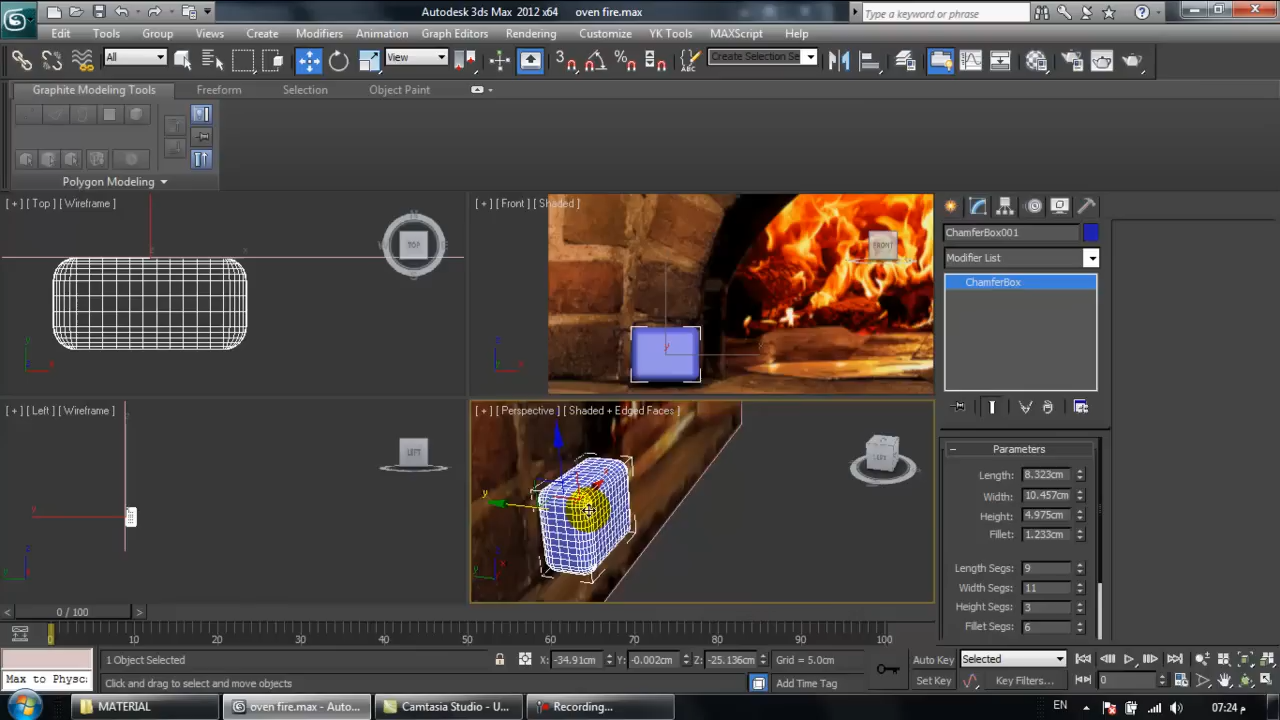 Autodesk 3ds Max 2012 x64    oven fire.max
Type a keyword or phrase
Edit Tools Group Views Create Modifiers Animation Graph Editors Rendering Customize YK Tools MAXScript Help
All
View
3
ABC
Create Selection Se
Graphite Modeling Tools Freeform Selection Object Paint
Polygon Modeling
[ + ] [ Top ] [ Wireframe ]
TOP
[ + ] [ Front ] [ Shaded ]
FRONT
[ + ] [ Left ] [ Wireframe ]
LEFT
[ + ] [ Perspective ] [ Shaded + Edged Faces ]
ChamferBox001
Modifier List
ChamferBox
Parameters
Length: 8.323cm
Width: 10.457cm
Height: 4.975cm
Fillet: 1.233cm
Length Segs: 9
Width Segs: 11
Height Segs: 3
Fillet Segs: 6
0 / 100
0 10 20 30 40 50 60 70 80 90 100
1 Object Selected
X: -34.91cm Y: -0.002cm Z: -25.136cm Grid = 5.0cm
Auto Key Selected
Max to Physc
Click and drag to select and move objects
Add Time Tag
Set Key Key Filters... 0
MATERIAL
oven fire.max - Autod...
Camtasia Studio - U...
Recording...
EN
07:24 م